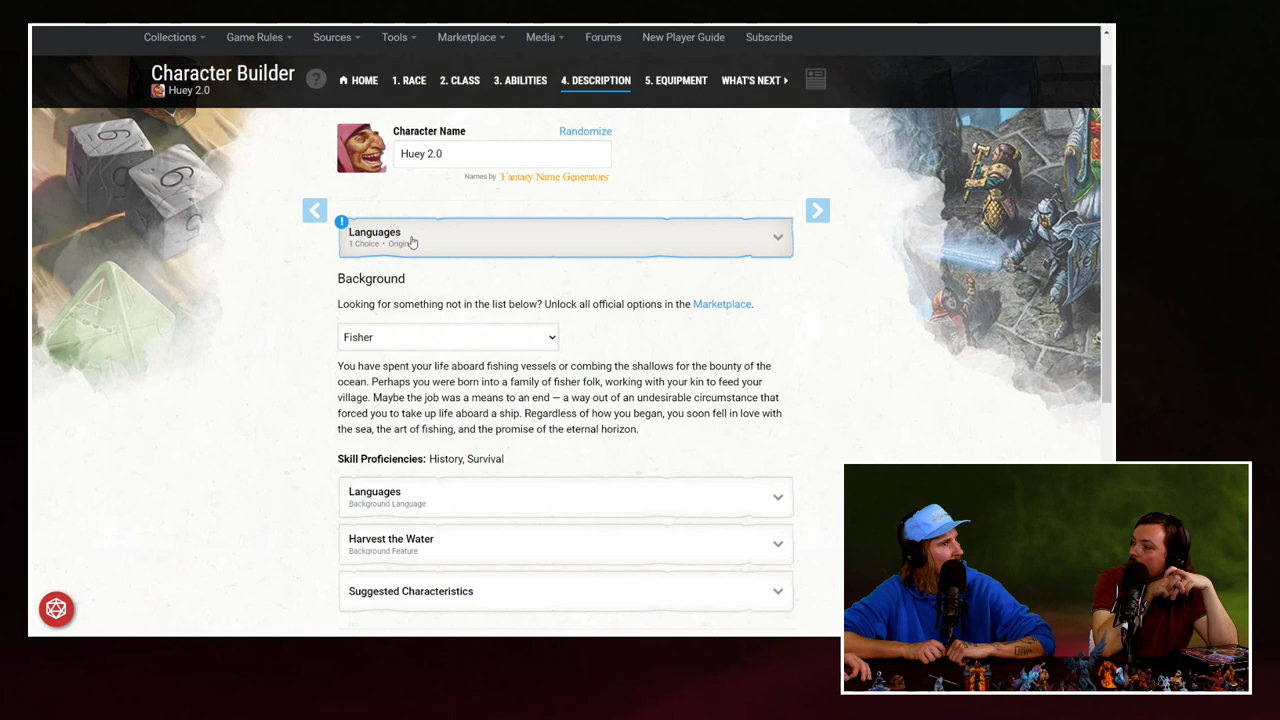 Collections Game Rules Sources Tools Marketplace Media Forums New Player Guide Subscribe
Character Builder
Huey 2.0
? HOME 1. RACE 2. CLASS 3. ABILITIES 4. DESCRIPTION 5. EQUIPMENT WHAT'S NEXT
Character Name Randomize
Huey 2.0
Names by Fantasy Name Generators
!
Languages
1 Choice • Origin
Background
Looking for something not in the list below? Unlock all official options in the Marketplace.
Fisher
You have spent your life aboard fishing vessels or combing the shallows for the bounty of the
ocean. Perhaps you were born into a family of fisher folk, working with your kin to feed your
village. Maybe the job was a means to an end — a way out of an undesirable circumstance that
forced you to take up life aboard a ship. Regardless of how you began, you soon fell in love with
the sea, the art of fishing, and the promise of the eternal horizon.
Skill Proficiencies: History, Survival
Languages
Background Language
Harvest the Water
Background Feature
Suggested Characteristics